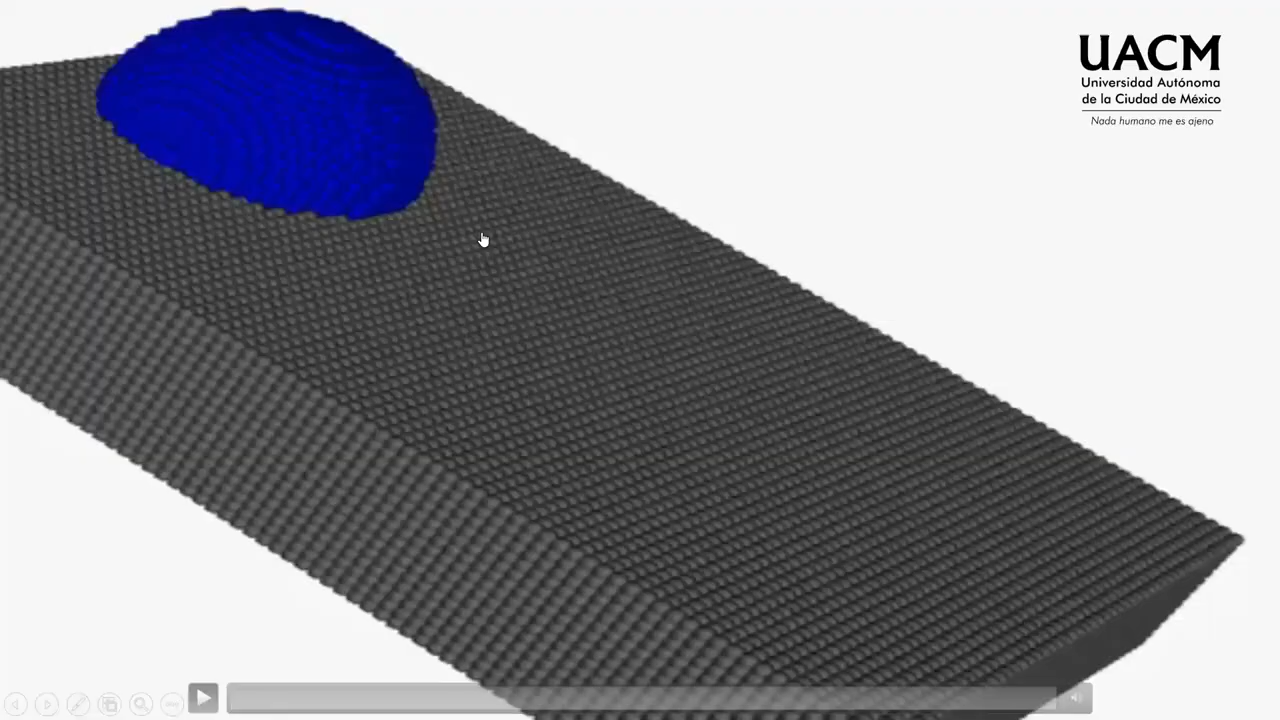 UACM
Universidad Autónoma
de la Ciudad de México
Nada humano me es ajeno